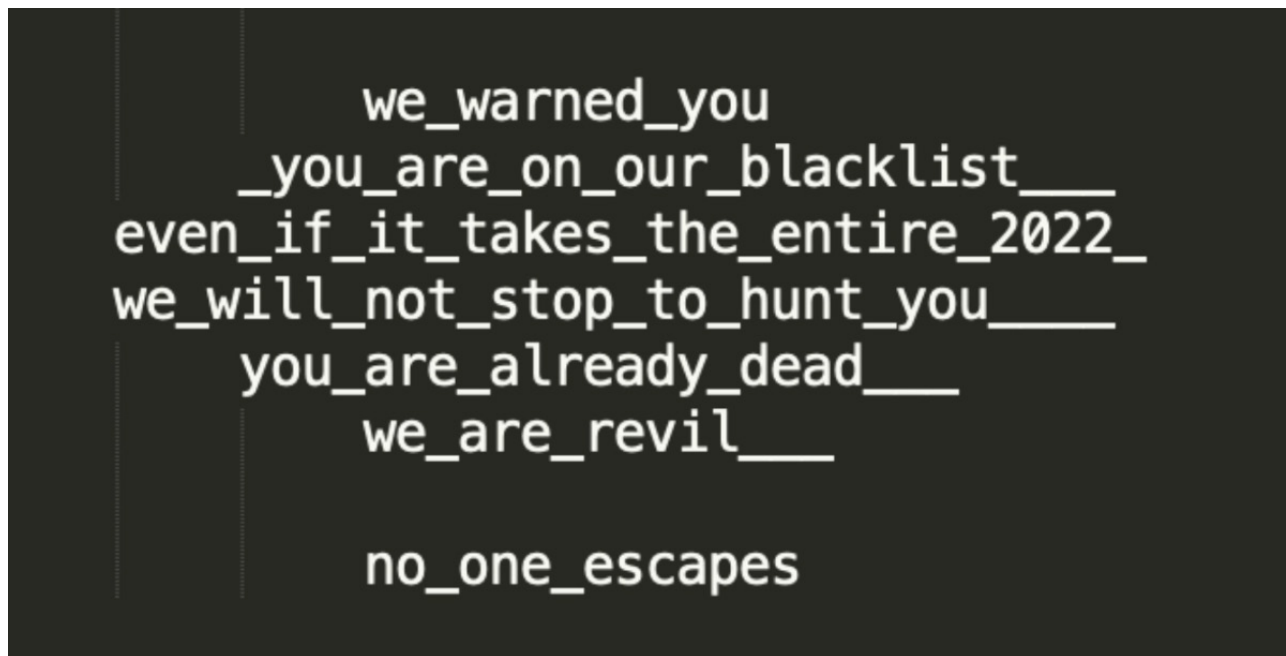 we_warned_you
_you_are_on_our_blacklist___
even_if_it_takes_the_entire_2022_
we_will_not_stop_to_hunt_you____
you_are_already_dead___
we_are_revil___
no_one_escapes